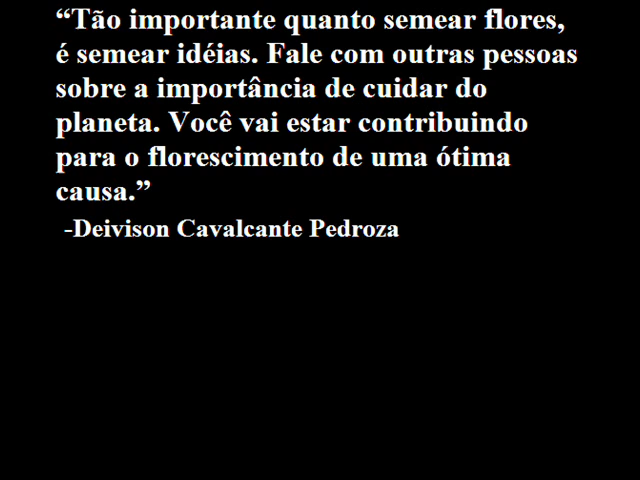 “Tão importante quanto semear flores,
é semear idéias. Fale com outras pessoas
sobre a importância de cuidar do
planeta. Você vai estar contribuindo
para o florescimento de uma ótima
causa.”
-Deivison Cavalcante Pedroza